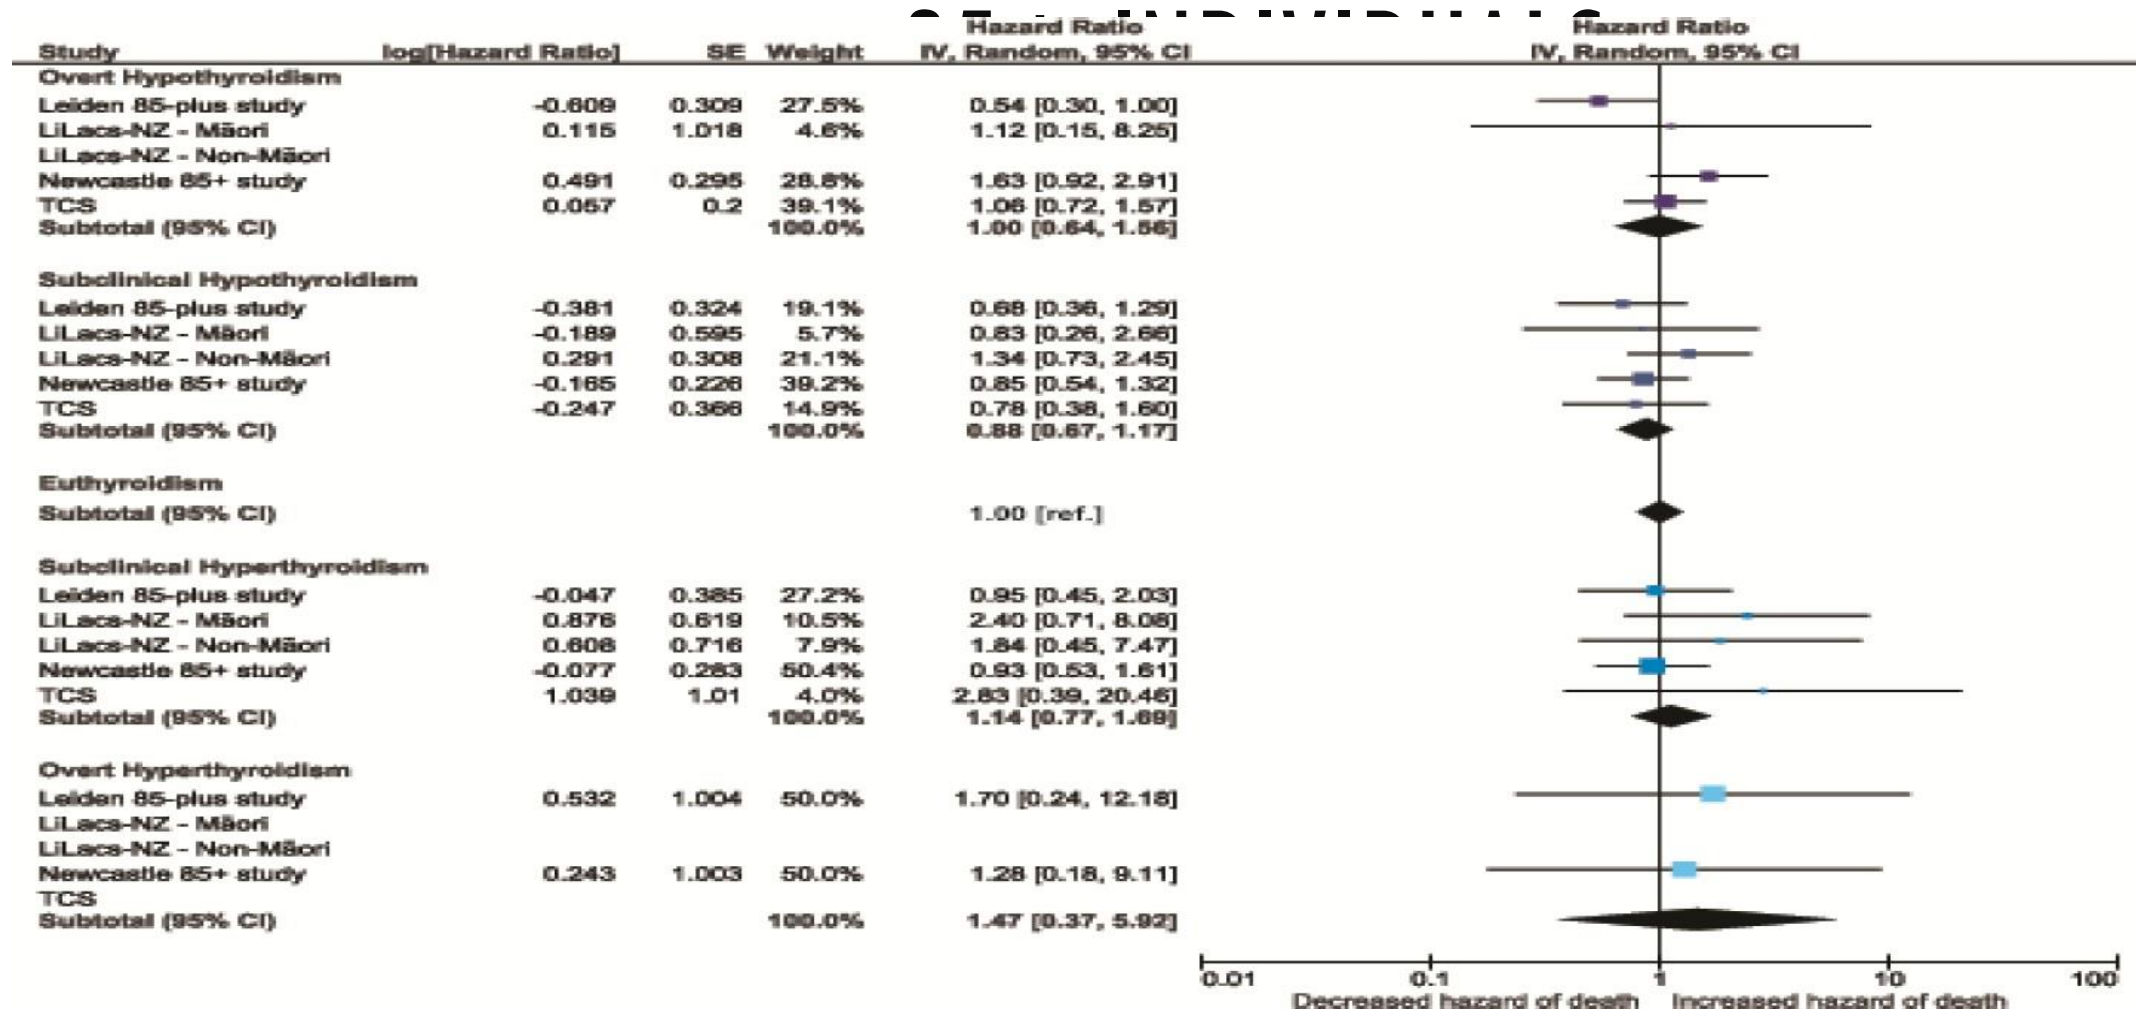 85+ INDIVIDUALS
Hazard Ratio Hazard Ratio
Study log[Hazard Ratio] SE Weight IV, Random, 95% CI IV, Random, 95% CI
Overt Hypothyroidism
Leiden 85-plus study -0.609 0.309 27.5% 0.54 [0.30, 1.00]
LiLacs-NZ - Māori 0.115 1.018 4.6% 1.12 [0.15, 8.25]
LiLacs-NZ - Non-Māori
Newcastle 85+ study 0.491 0.295 28.8% 1.63 [0.92, 2.91]
TCS 0.057 0.2 39.1% 1.06 [0.72, 1.57]
Subtotal (95% CI) 100.0% 1.00 [0.64, 1.56]
Subclinical Hypothyroidism
Leiden 85-plus study -0.381 0.324 19.1% 0.68 [0.36, 1.29]
LiLacs-NZ - Māori -0.189 0.595 5.7% 0.83 [0.26, 2.66]
LiLacs-NZ - Non-Māori 0.291 0.308 21.1% 1.34 [0.73, 2.45]
Newcastle 85+ study -0.165 0.226 39.2% 0.85 [0.54, 1.32]
TCS -0.247 0.366 14.9% 0.78 [0.38, 1.60]
Subtotal (95% CI) 100.0% 0.88 [0.67, 1.17]
Euthyroidism
Subtotal (95% CI) 1.00 [ref.]
Subclinical Hyperthyroidism
Leiden 85-plus study -0.047 0.385 27.2% 0.95 [0.45, 2.03]
LiLacs-NZ - Māori 0.876 0.619 10.5% 2.40 [0.71, 8.08]
LiLacs-NZ - Non-Māori 0.608 0.716 7.9% 1.84 [0.45, 7.47]
Newcastle 85+ study -0.077 0.283 50.4% 0.93 [0.53, 1.61]
TCS 1.039 1.01 4.0% 2.83 [0.39, 20.46]
Subtotal (95% CI) 100.0% 1.14 [0.77, 1.69]
Overt Hyperthyroidism
Leiden 85-plus study 0.532 1.004 50.0% 1.70 [0.24, 12.18]
LiLacs-NZ - Māori
LiLacs-NZ - Non-Māori
Newcastle 85+ study 0.243 1.003 50.0% 1.28 [0.18, 9.11]
TCS
Subtotal (95% CI) 100.0% 1.47 [0.37, 5.92]
0.01 0.1 1 10 100
Decreased hazard of death Increased hazard of death